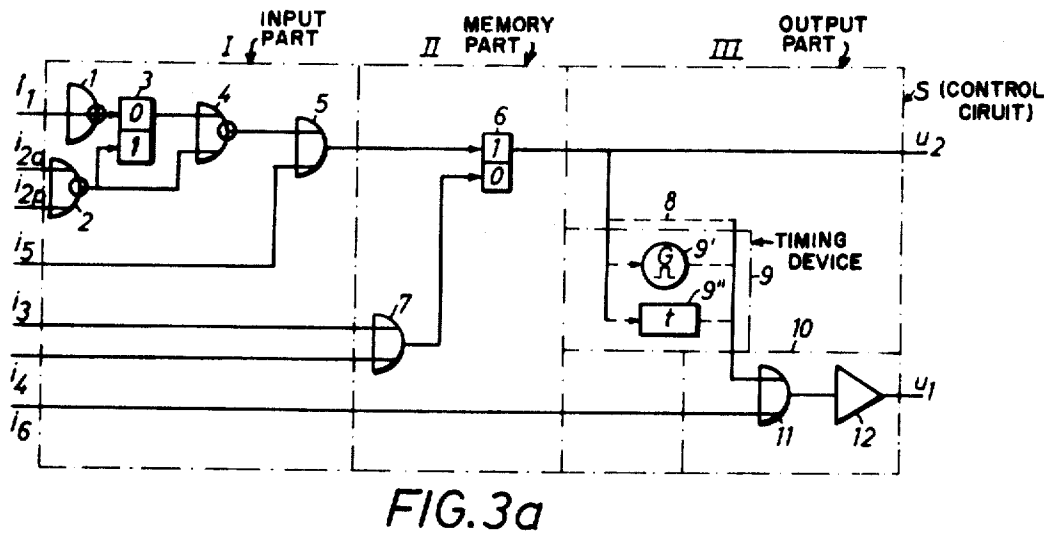 INPUT PART
I
MEMORY PART
II
OUTPUT PART
III
S (CONTROL CIRUIT)
i1
1
3
0
1
4
5
i2a
i2p
2
i5
6
1
0
u2
8
G
9'
TIMING DEVICE
9
9"
t
i3
7
i4
10
i6
11
12
u1
FIG.3a